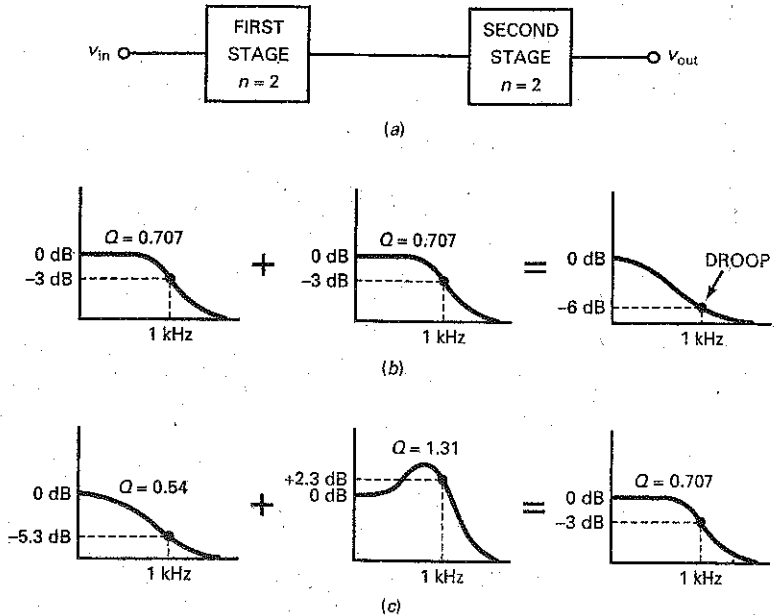 FIRST
STAGE
n = 2
SECOND
STAGE
n = 2
v_in
v_out
(a)
Q = 0.707
0 dB
−3 dB
1 kHz
+
Q = 0.707
0 dB
−3 dB
1 kHz
=
0 dB
DROOP
−6 dB
1 kHz
(b)
Q = 0.54
0 dB
−5.3 dB
1 kHz
+
Q = 1.31
+2.3 dB
0 dB
1 kHz
=
Q = 0.707
0 dB
−3 dB
1 kHz
(c)